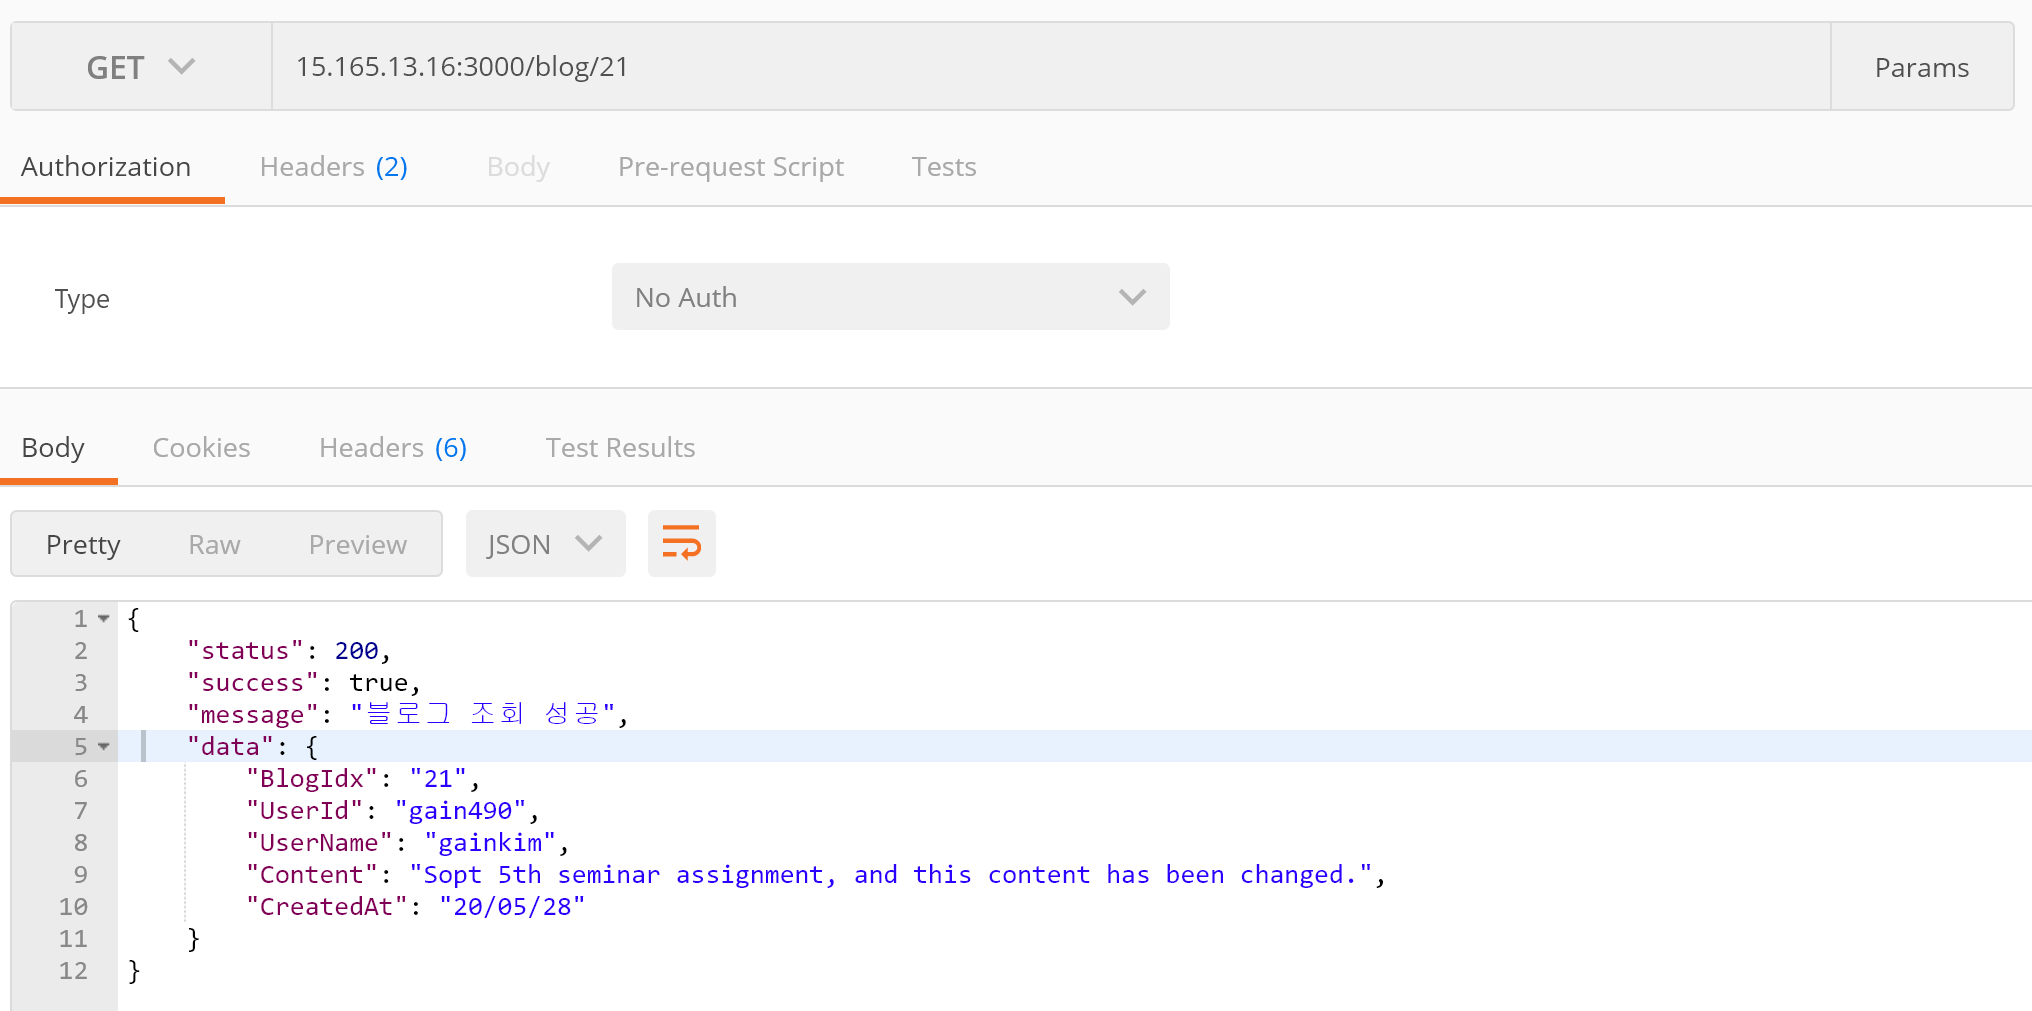 GET 15.165.13.16:3000/blog/21 Params
Authorization Headers (2) Body Pre-request Script Tests
Type No Auth
Body Cookies Headers (6) Test Results
Pretty Raw Preview JSON
1 {
2 "status": 200,
3 "success": true,
4 "message": "블로그 조회 성공",
5 "data": {
6 "BlogIdx": "21",
7 "UserId": "gain490",
8 "UserName": "gainkim",
9 "Content": "Sopt 5th seminar assignment, and this content has been changed.",
10 "CreatedAt": "20/05/28"
11 }
12 }